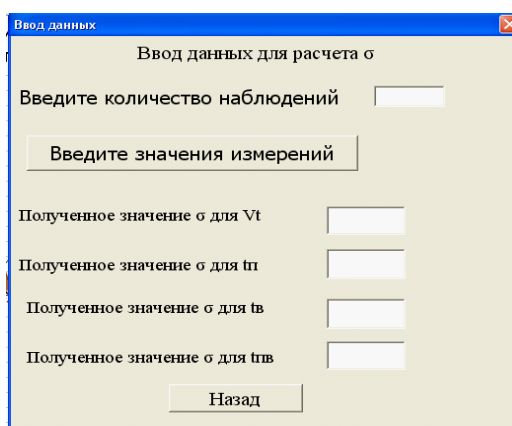 Ввод данных
Ввод данных для расчета σ
Введите количество наблюдений
Введите значения измерений
Полученное значение σ для Vt
Полученное значение σ для tп
Полученное значение σ для tв
Полученное значение σ для tпв
Назад